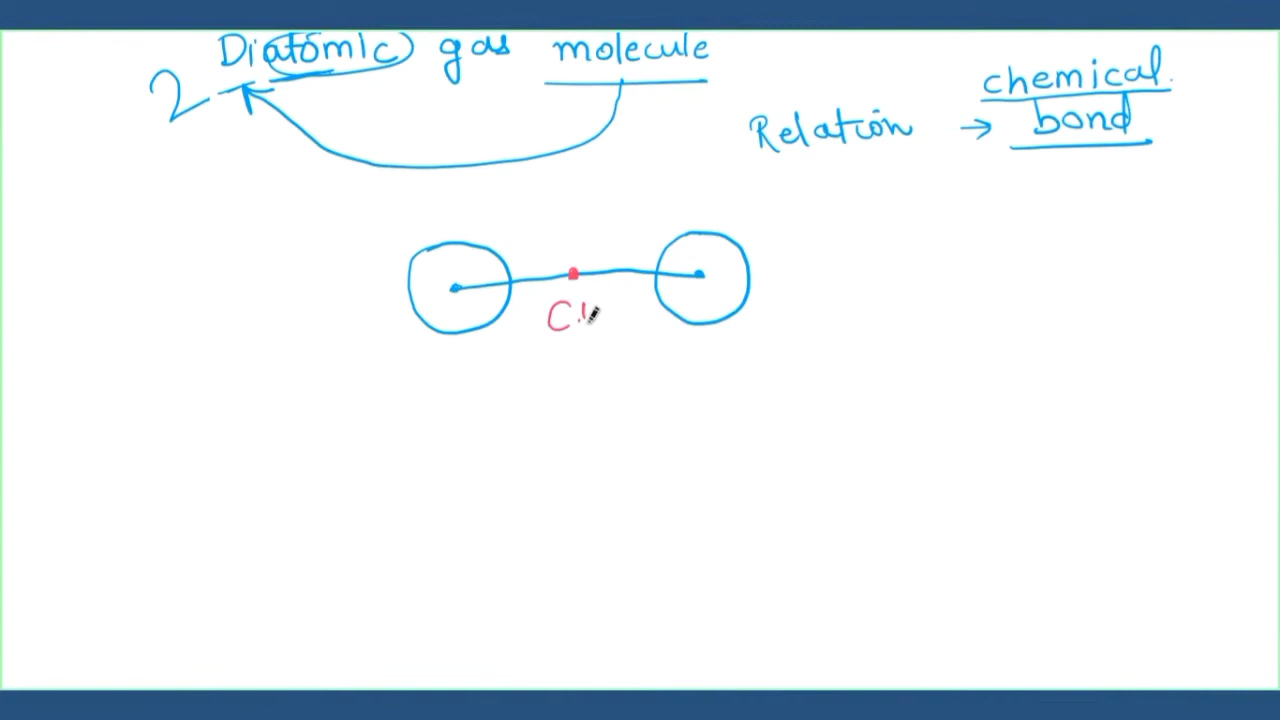 Diatomic gas molecule
2
chemical
Relation → bond
C.